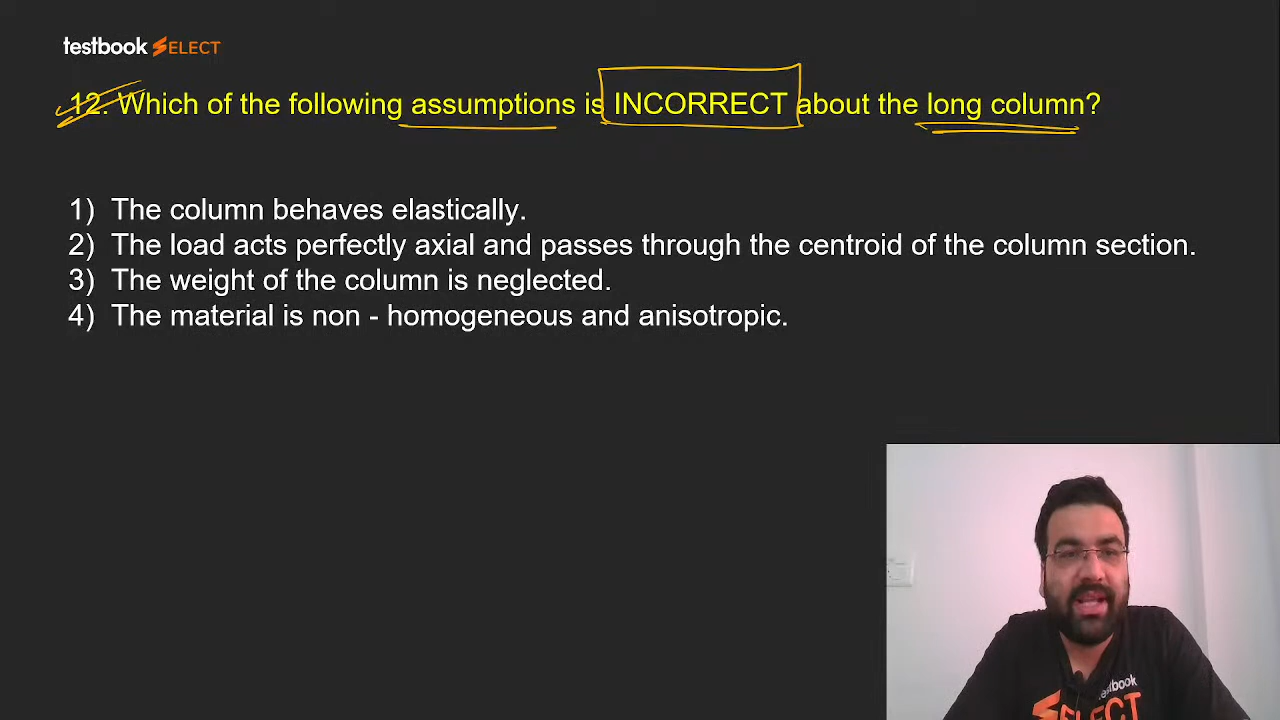 testbook SELECT
12. Which of the following assumptions is INCORRECT about the long column?
1) The column behaves elastically.
2) The load acts perfectly axial and passes through the centroid of the column section.
3) The weight of the column is neglected.
4) The material is non - homogeneous and anisotropic.
testbook
SELECT